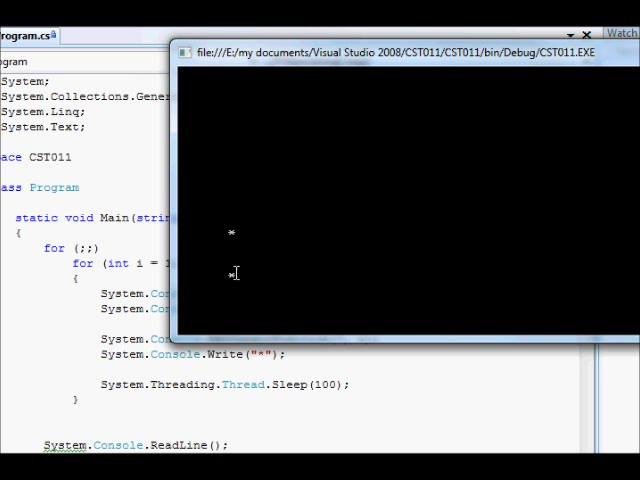 rogram.cs
Watch
file:///E:/my documents/Visual Studio 2008/CST011/CST011/bin/Debug/CST011.EXE
ogram
System;
System.Collections.Gener
System.Linq;
System.Text;
ace CST011
ass Program
static void Main(string
{
for (;;)
for (int i =
{
System.Con
System.Con
System.Con
System.Console.Write("*");
System.Threading.Thread.Sleep(100);
}
System.Console.ReadLine();
*
*